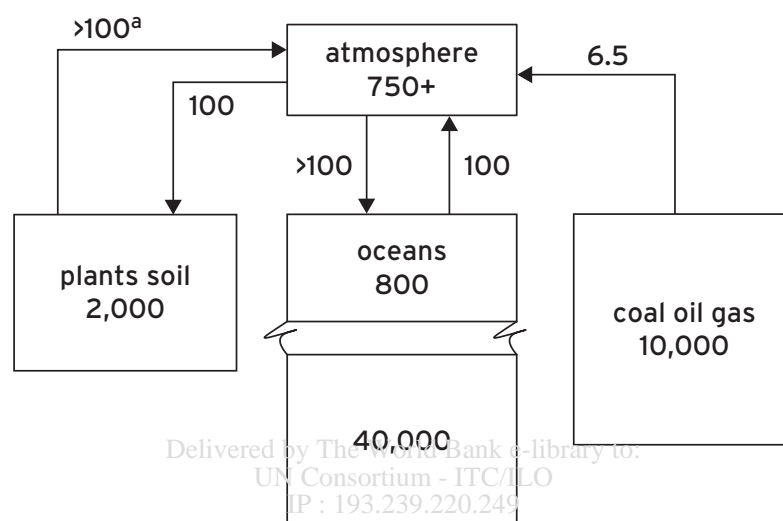 >100ᵃ
atmosphere
750+
6.5
100
>100
100
plants soil
2,000
oceans
800
coal oil gas
10,000
40,000
Delivered by The World Bank e-library to:
UN Consortium - ITC/ILO
IP : 193.239.220.249